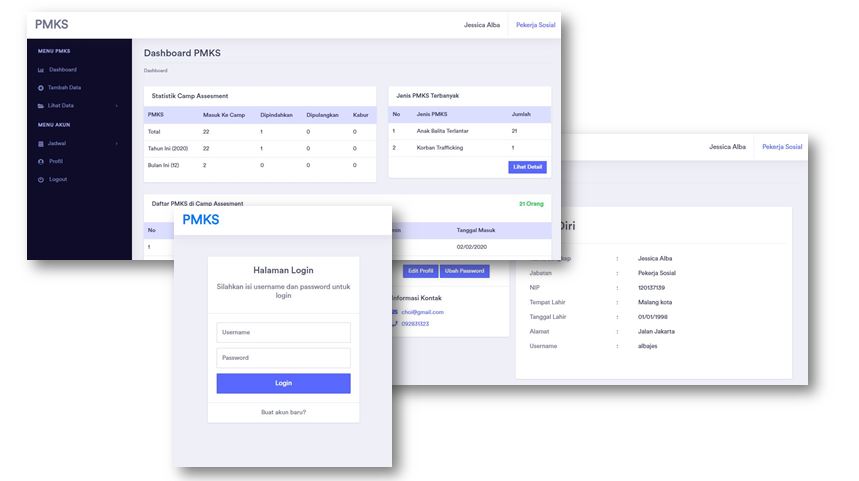 PMKS
Jessica Alba Pekerja Sosial
MENU PMKS
Dashboard
Tambah Data
Lihat Data
MENU AKUN
Jadwal
Profil
Logout
Dashboard PMKS
Dashboard
Statistik Camp Assesment
PMKS Masuk Ke Camp Dipindahkan Dipulangkan Kabur
Total 22 1 0 0
Tahun Ini (2020) 22 1 0 0
Bulan Ini (12) 2 0 0 0
Jenis PMKS Terbanyak
No Jenis PMKS Jumlah
1 Anak Balita Terlantar 21
2 Korban Trafficking 1
Lihat Detail
Daftar PMKS di Camp Assesment 21 Orang
No Tanggal Masuk
1 02/02/2020
PMKS
Halaman Login
Silahkan isi username dan password untuk
login
Username
Password
Login
Buat akun baru?
Jessica Alba Pekerja Sosial
Edit Profil Ubah Password
Informasi Kontak
choi@gmail.com
092831323
Diri
: Jessica Alba
Jabatan : Pekerja Sosial
NIP : 120137139
Tempat Lahir : Malang kota
Tanggal Lahir : 01/01/1998
Alamat : Jalan Jakarta
Username : albajes